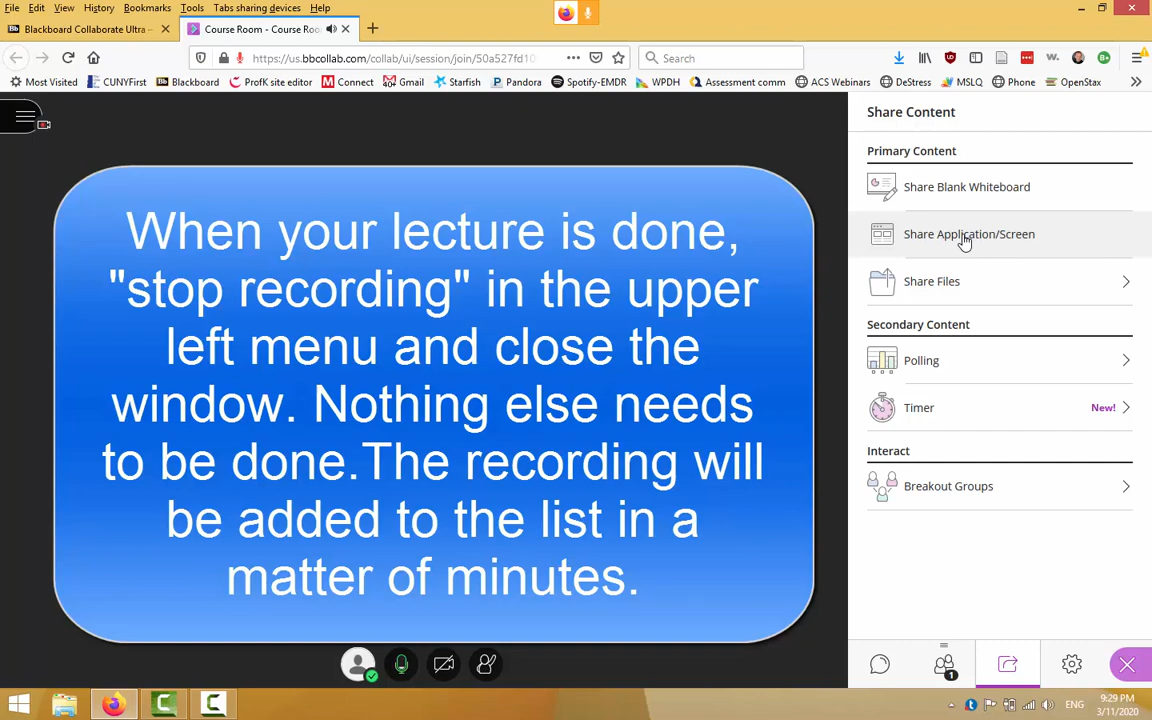 File Edit View History Bookmarks Tools Tabs sharing devices Help
Bb Blackboard Collaborate Ultra
Course Room - Course Roo
https://us.bbcollab.com/collab/ui/session/join/50a527fd10
Search
Most Visited CUNYFirst Blackboard ProfK site editor Connect Gmail Starfish Pandora Spotify-EMDR WPDH Assessment comm ACS Webinars DeStress MSLQ Phone OpenStax
When your lecture is done,
"stop recording" in the upper
left menu and close the
window. Nothing else needs
to be done.The recording will
be added to the list in a
matter of minutes.
Share Content
Primary Content
Share Blank Whiteboard
Share Application/Screen
Share Files
Secondary Content
Polling
Timer New!
Interact
Breakout Groups
1
ENG
9:29 PM
3/11/2020